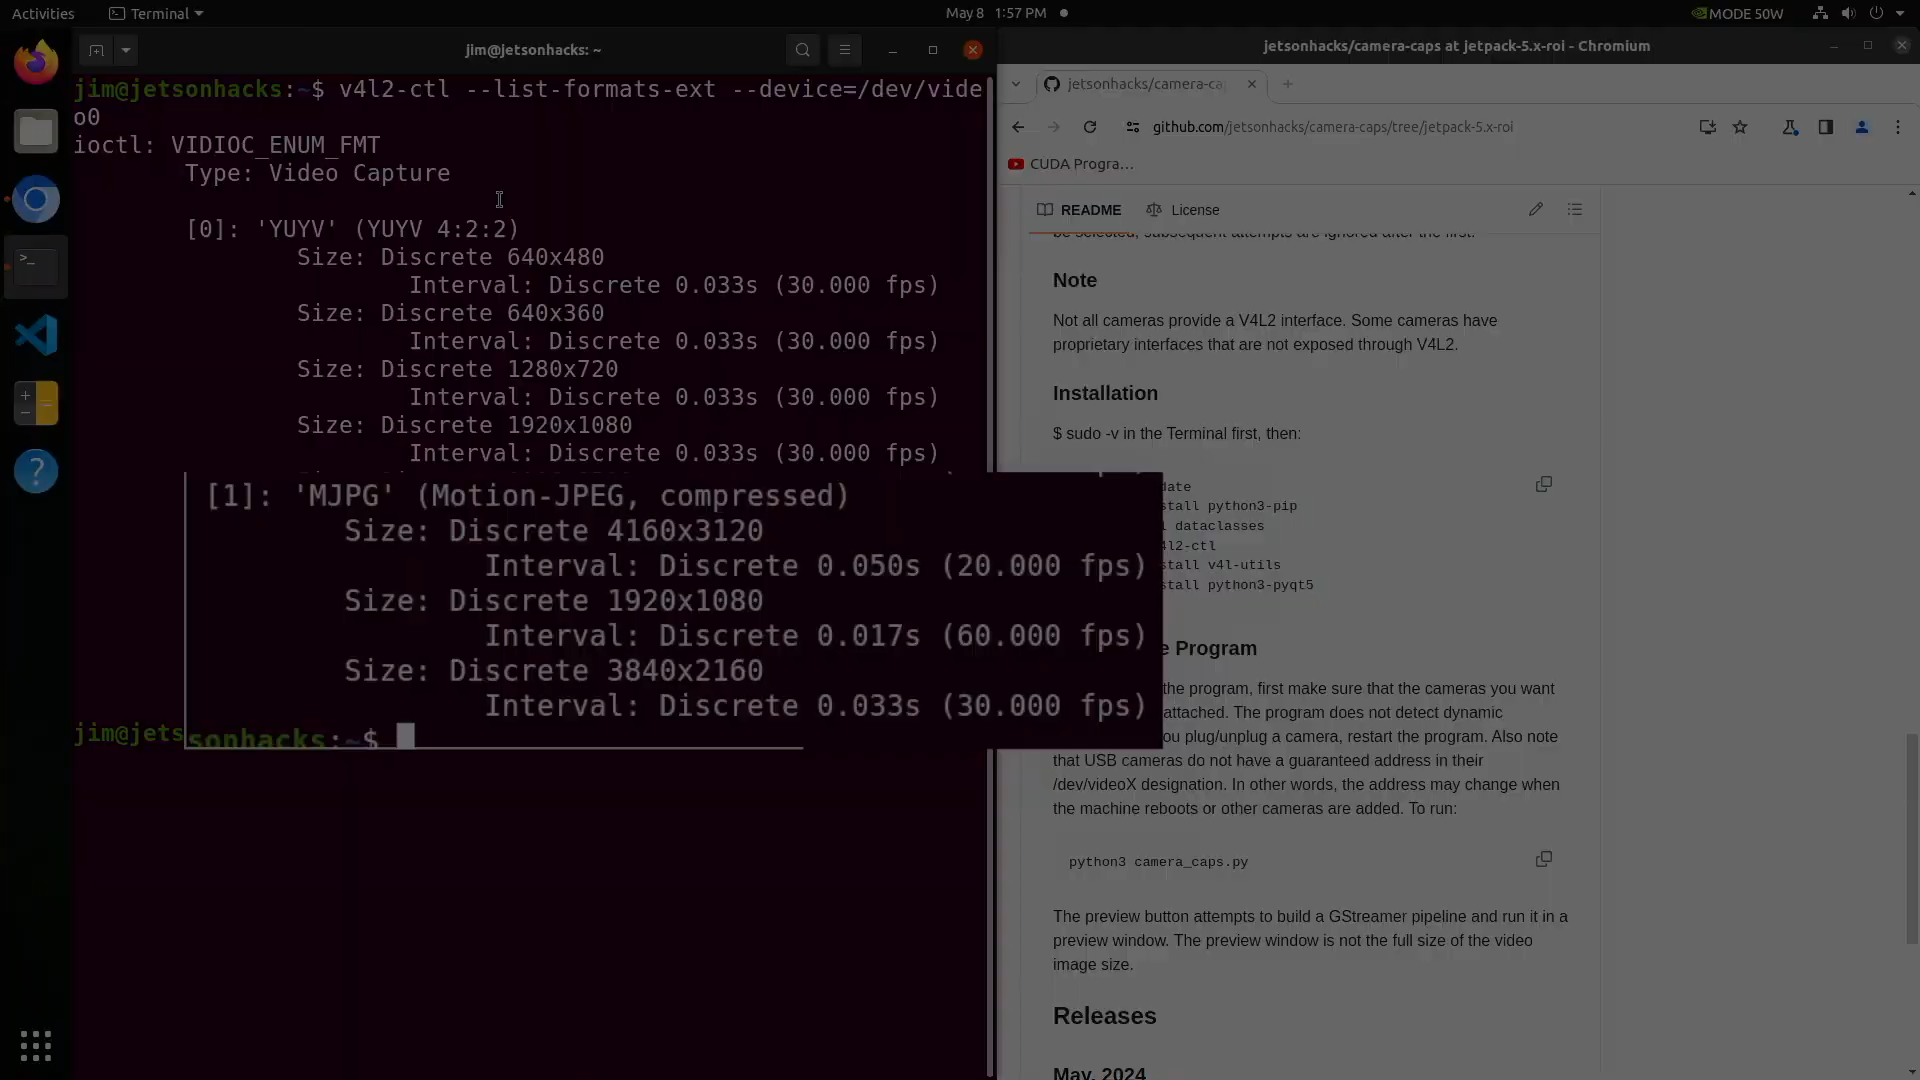 Activities
Terminal
May 8 1:57 PM
MODE 50W
jim@jetsonhacks: ~
jim@jetsonhacks:~$ v4l2-ctl --list-formats-ext --device=/dev/vide
o0
ioctl: VIDIOC_ENUM_FMT
Type: Video Capture
[0]: 'YUYV' (YUYV 4:2:2)
Size: Discrete 640x480
Interval: Discrete 0.033s (30.000 fps)
Size: Discrete 640x360
Interval: Discrete 0.033s (30.000 fps)
Size: Discrete 1280x720
Interval: Discrete 0.033s (30.000 fps)
Size: Discrete 1920x1080
Interval: Discrete 0.033s (30.000 fps)
[1]: 'MJPG' (Motion-JPEG, compressed)
Size: Discrete 4160x3120
Interval: Discrete 0.050s (20.000 fps)
Size: Discrete 1920x1080
Interval: Discrete 0.017s (60.000 fps)
Size: Discrete 3840x2160
Interval: Discrete 0.033s (30.000 fps)
jim@jets
sonhacks:~$
jetsonhacks/camera-caps at jetpack-5.x-roi - Chromium
jetsonhacks/camera-ca
github.com/jetsonhacks/camera-caps/tree/jetpack-5.x-roi
CUDA Progra...
README
License
be selected, subsequent attempts are ignored after the first.
Note
Not all cameras provide a V4L2 interface. Some cameras have
proprietary interfaces that are not exposed through V4L2.
Installation
$ sudo -v in the Terminal first, then:
date
stall python3-pip
l dataclasses
4l2-ctl
stall v4l-utils
stall python3-pyqt5
e Program
the program, first make sure that the cameras you want
attached. The program does not detect dynamic
ou plug/unplug a camera, restart the program. Also note
that USB cameras do not have a guaranteed address in their
/dev/videoX designation. In other words, the address may change when
the machine reboots or other cameras are added. To run:
python3 camera_caps.py
The preview button attempts to build a GStreamer pipeline and run it in a
preview window. The preview window is not the full size of the video
image size.
Releases
May, 2024